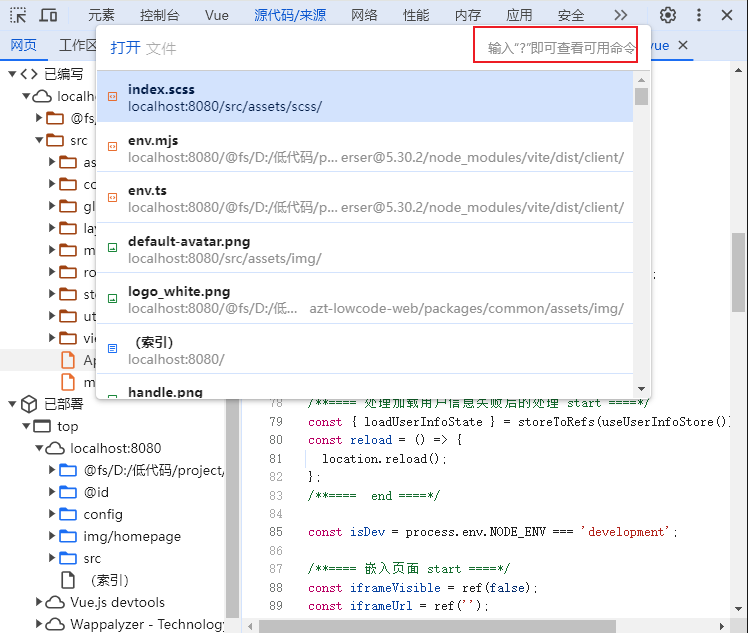 元素 控制台 Vue 源代码/来源 网络 性能 内存 应用 安全
网页 工作区
vue
打开 文件
输入"?"即可查看可用命令
index.scss
localhost:8080/src/assets/scss/
env.mjs
localhost:8080/@fs/D:/低代码/p… erser@5.30.2/node_modules/vite/dist/client/
env.ts
localhost:8080/@fs/D:/低代码/p… erser@5.30.2/node_modules/vite/dist/client/
default-avatar.png
localhost:8080/src/assets/img/
logo_white.png
localhost:8080/@fs/D:/低… azt-lowcode-web/packages/common/assets/img/
（索引）
localhost:8080/
handle.png
已编写
localh
@fs,
src
as
co
gl
lay
m
ro
st
ut
vie
Ap
m
已部署
top
localhost:8080
@fs/D:/低代码/project/
@id
config
img/homepage
src
（索引）
Vue.js devtools
Wappalyzer - Technology
;
78 /**==== 处理加载用户信息失败后的处理 start ====*/
79 const { loadUserInfoState } = storeToRefs(useUserInfoStore()
80 const reload = () => {
81 location.reload();
82 };
83 /**==== end ====*/
84
85 const isDev = process.env.NODE_ENV === 'development';
86
87 /**==== 嵌入页面 start ====*/
88 const iframeVisible = ref(false);
89 const iframeUrl = ref('');